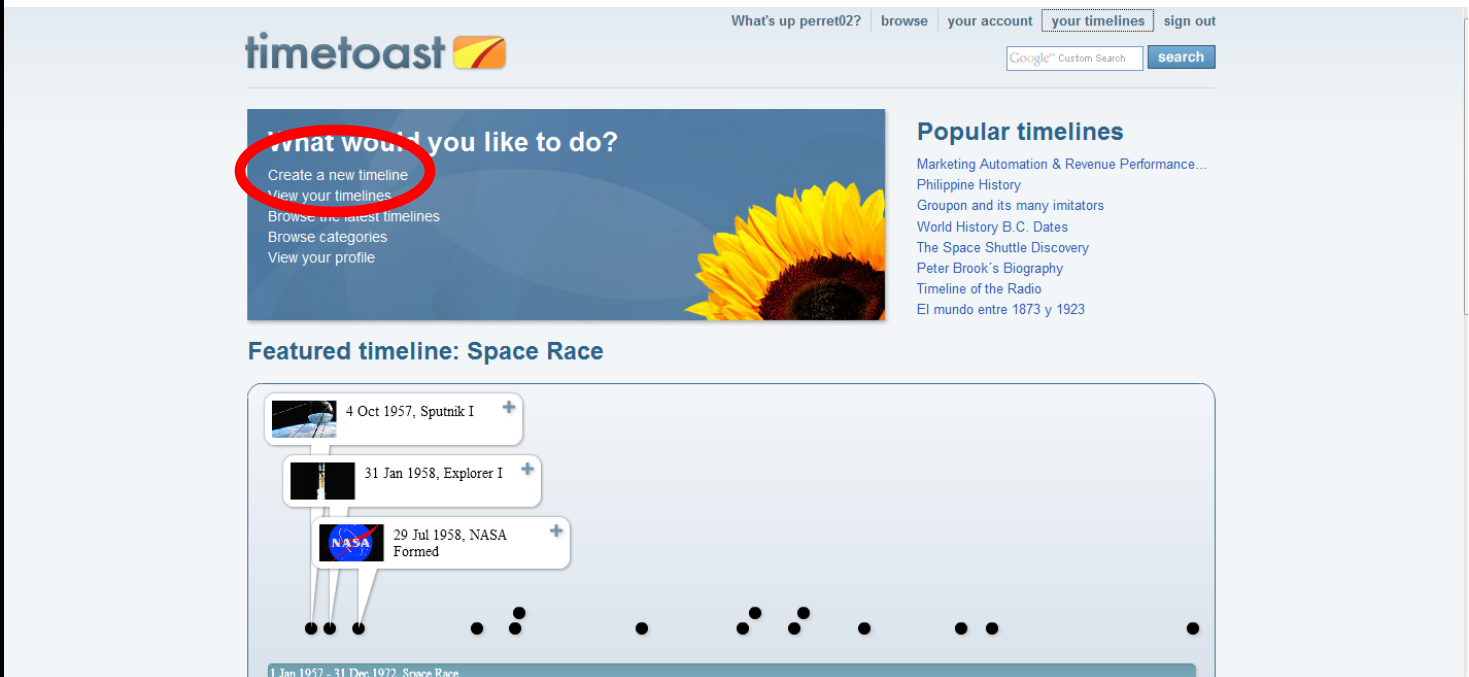 What's up perret02? browse your account your timelines sign out
timetoast
Google™ Custom Search search
What would you like to do?
Create a new timeline
View your timelines
Browse the latest timelines
Browse categories
View your profile
Popular timelines
Marketing Automation & Revenue Performance...
Philippine History
Groupon and its many imitators
World History B.C. Dates
The Space Shuttle Discovery
Peter Brook´s Biography
Timeline of the Radio
El mundo entre 1873 y 1923
Featured timeline: Space Race
4 Oct 1957, Sputnik I
31 Jan 1958, Explorer I
NASA
29 Jul 1958, NASA
Formed
1 Jan 1957 - 31 Dec 1972, Space Race